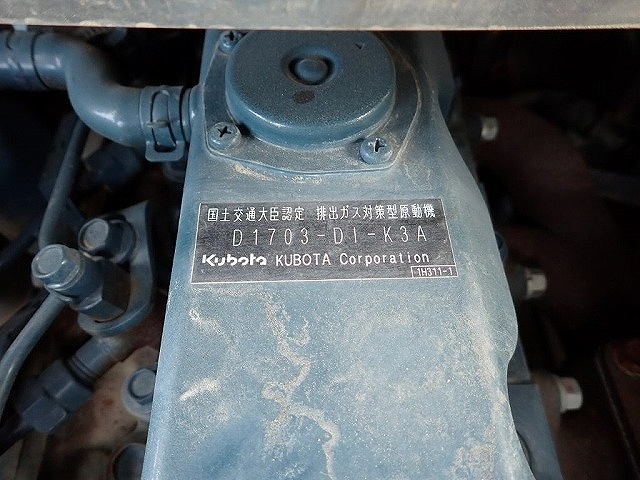 国土交通大臣認定 排出ガス対策型原動機
D1703-DI-K3A
Kubota KUBOTA Corporation
1H311-1